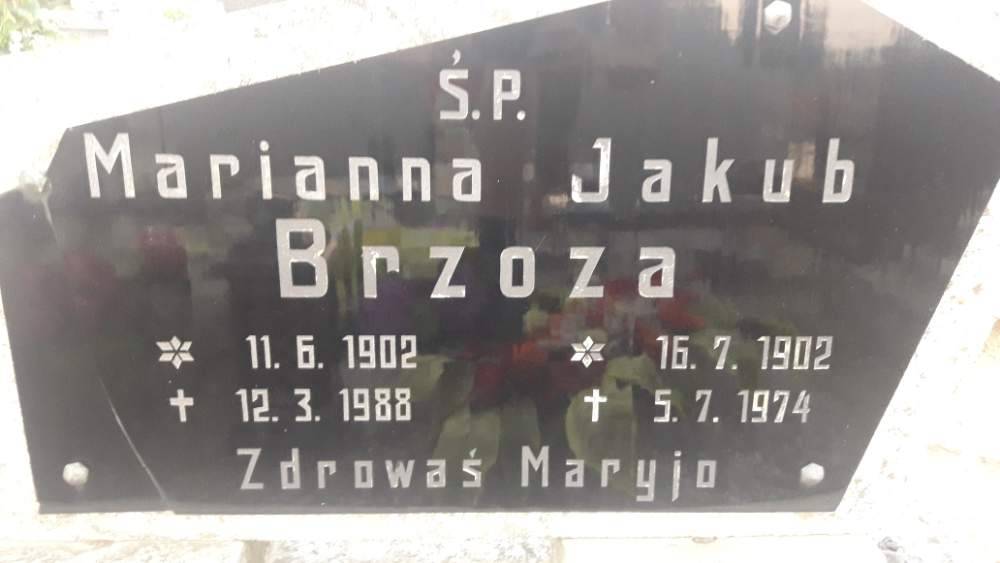 Ś.P.
Marianna Jakub
Brzoza
11. 6. 1902 16. 7. 1902
12. 3. 1988 5. 7. 1974
Zdrowaś Maryjo